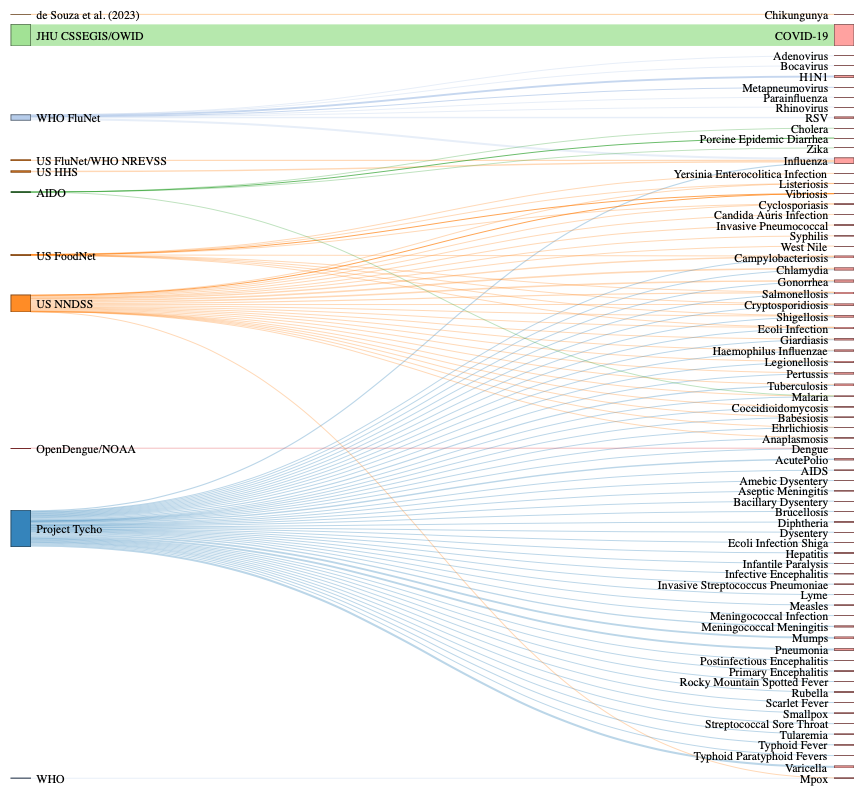 de Souza et al. (2023)
JHU CSSEGIS/OWID
WHO FluNet
US FluNet/WHO NREVSS
US HHS
AIDO
US FoodNet
US NNDSS
OpenDengue/NOAA
Project Tycho
WHO
Chikungunya
COVID-19
Adenovirus
Bocavirus
H1N1
Metapneumovirus
Parainfluenza
Rhinovirus
RSV
Cholera
Porcine Epidemic Diarrhea
Zika
Influenza
Yersinia Enterocolitica Infection
Listeriosis
Vibriosis
Cyclosporiasis
Candida Auris Infection
Invasive Pneumococcal
Syphilis
West Nile
Campylobacteriosis
Chlamydia
Gonorrhea
Salmonellosis
Cryptosporidiosis
Shigellosis
Ecoli Infection
Giardiasis
Haemophilus Influenzae
Legionellosis
Pertussis
Tuberculosis
Malaria
Coccidioidomycosis
Babesiosis
Ehrlichiosis
Anaplasmosis
Dengue
AcutePolio
AIDS
Amebic Dysentery
Aseptic Meningitis
Bacillary Dysentery
Brucellosis
Diphtheria
Dysentery
Ecoli Infection Shiga
Hepatitis
Infantile Paralysis
Infective Encephalitis
Invasive Streptococcus Pneumoniae
Lyme
Measles
Meningococcal Infection
Meningococcal Meningitis
Mumps
Pneumonia
Postinfectious Encephalitis
Primary Encephalitis
Rocky Mountain Spotted Fever
Rubella
Scarlet Fever
Smallpox
Streptococcal Sore Throat
Tularemia
Typhoid Fever
Typhoid Paratyphoid Fevers
Varicella
Mpox